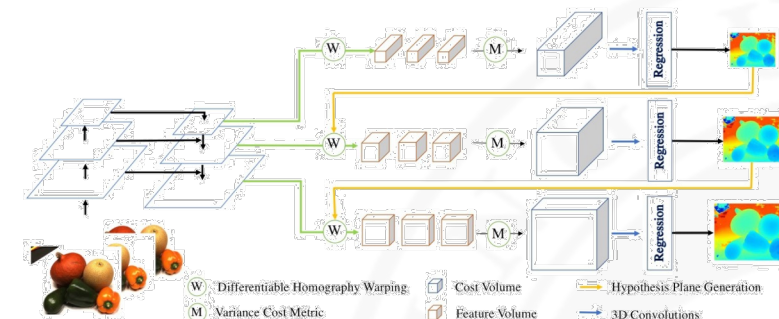 W
M
Regression
W
M
Regression
W
M
Regression
W Differentiable Homography Warping
Cost Volume
Hypothesis Plane Generation
M Variance Cost Metric
Feature Volume
3D Convolutions